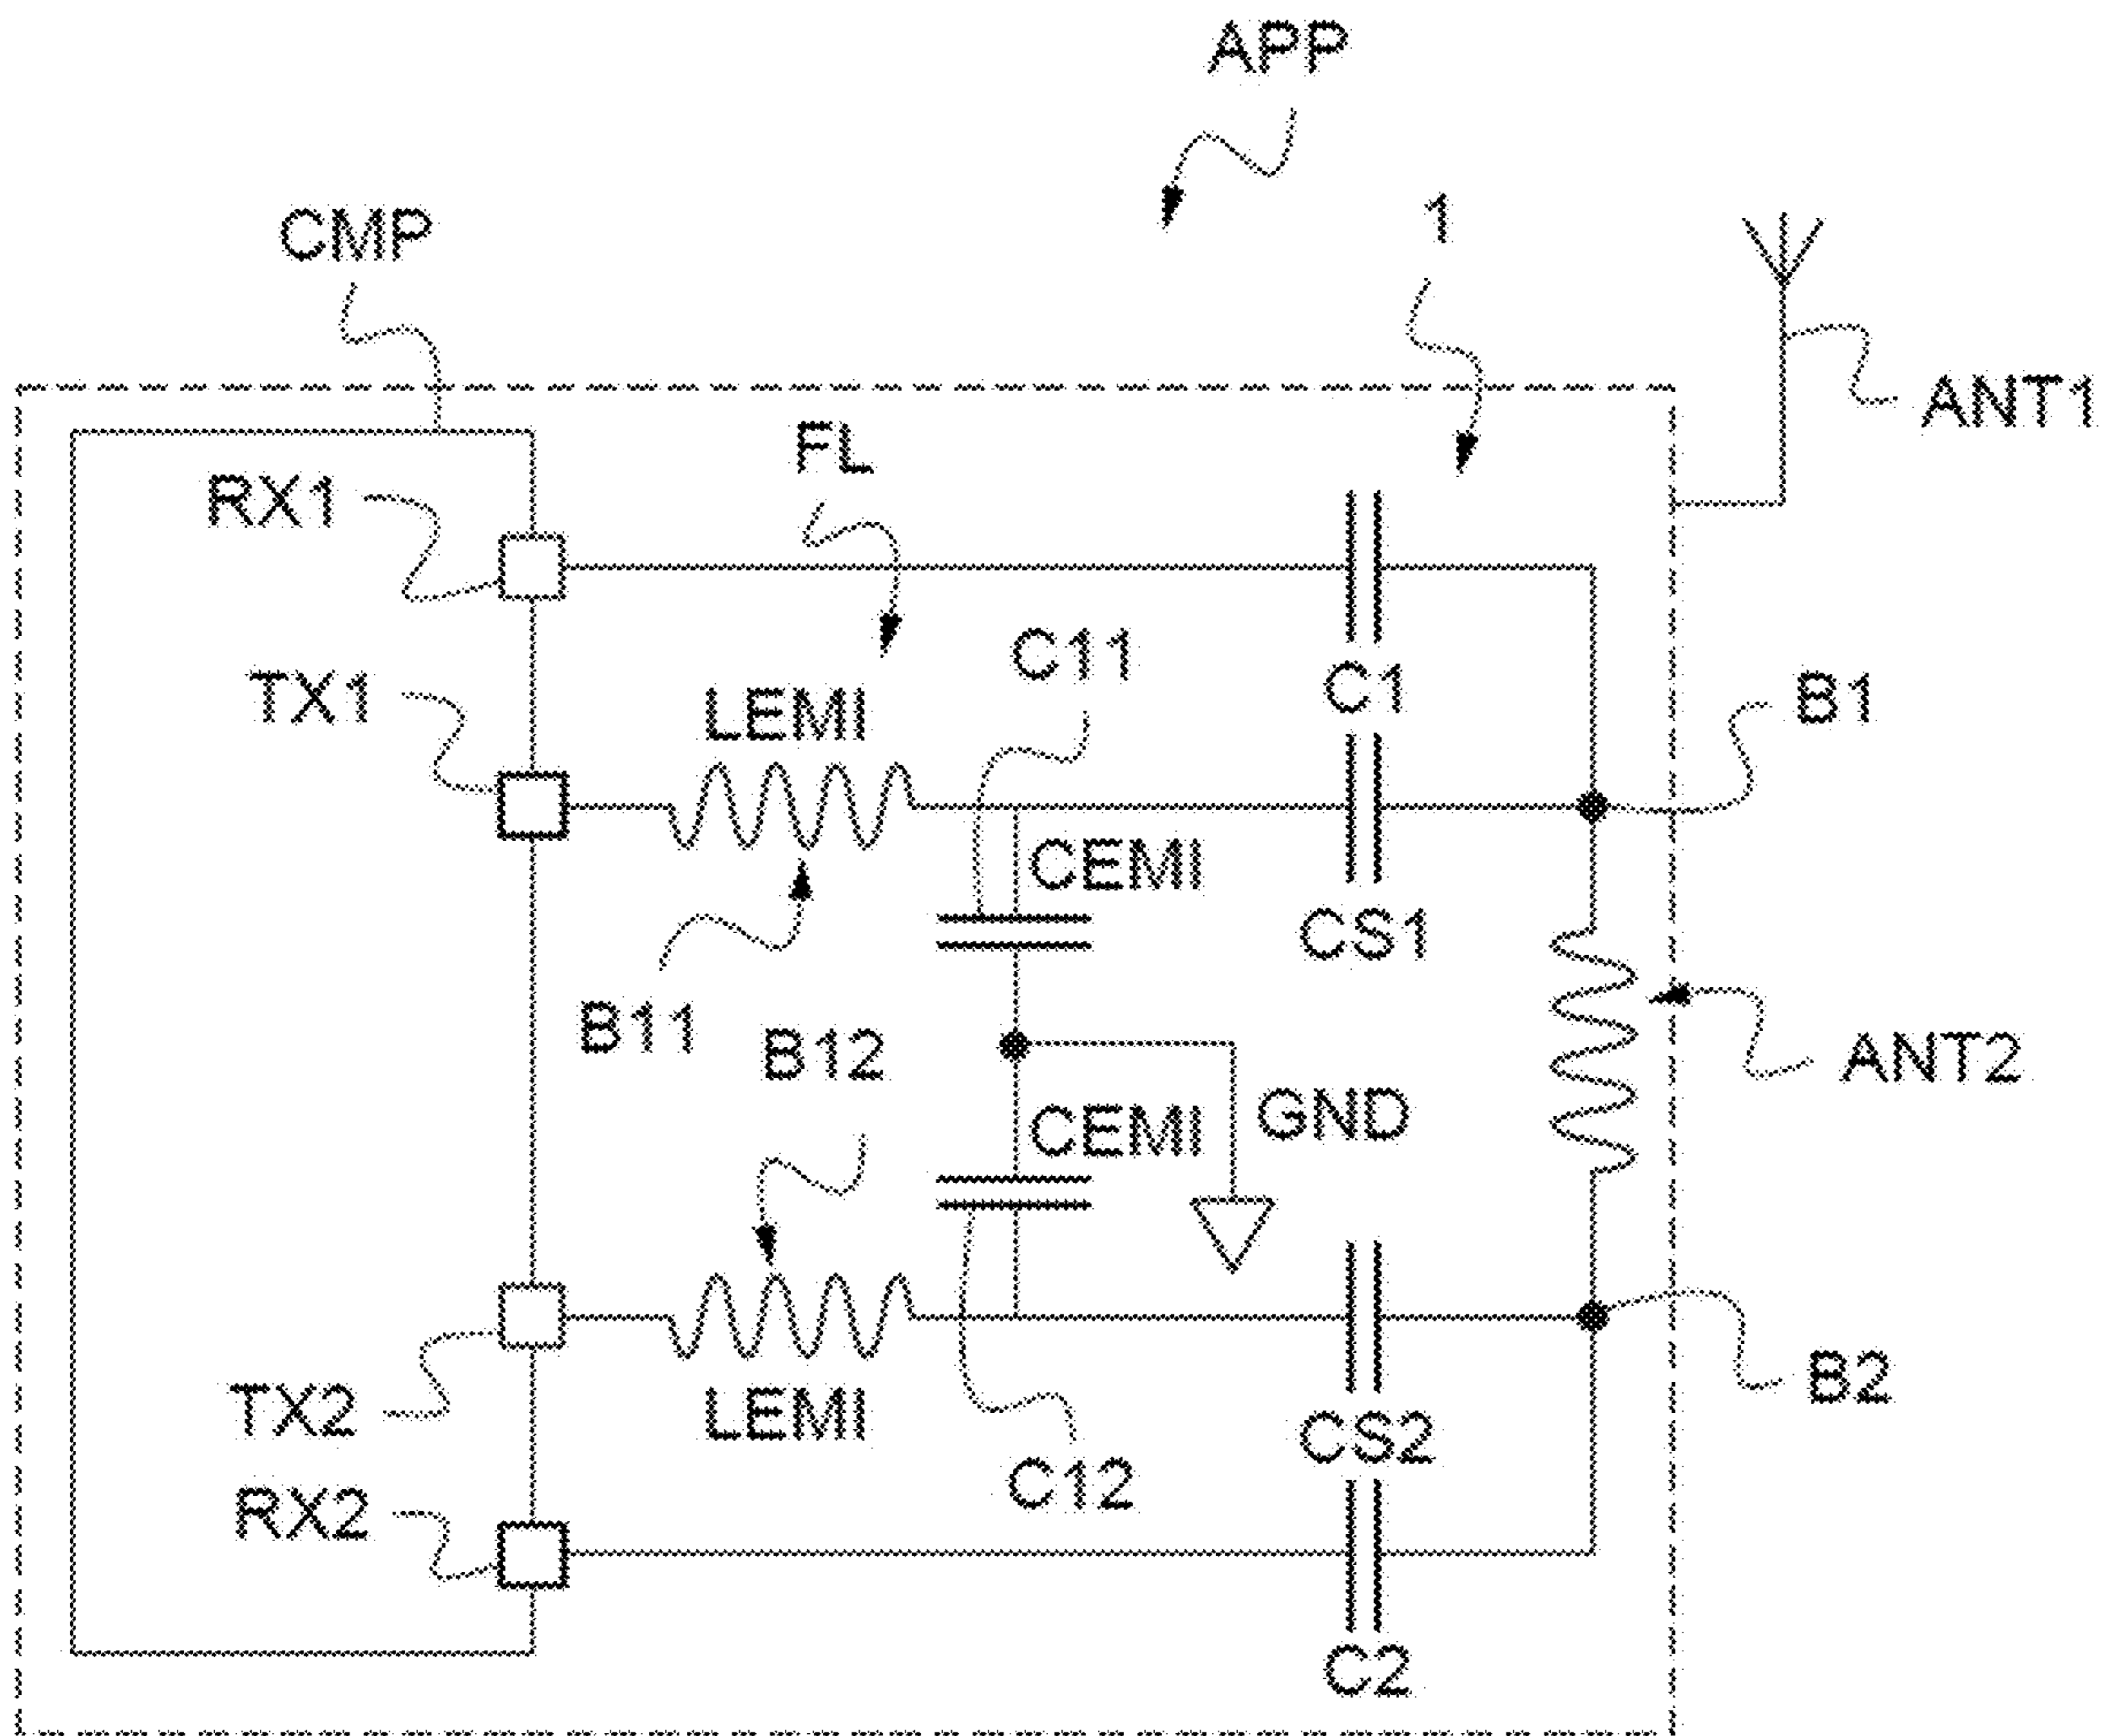 APP
CMP
1
ANT1
FL
RX1
C11
TX1
LEMI
C1
B1
CEMI
CS1
B11
B12
ANT2
CEMI
GND
TX2
LEMI
CS2
B2
C12
RX2
C2